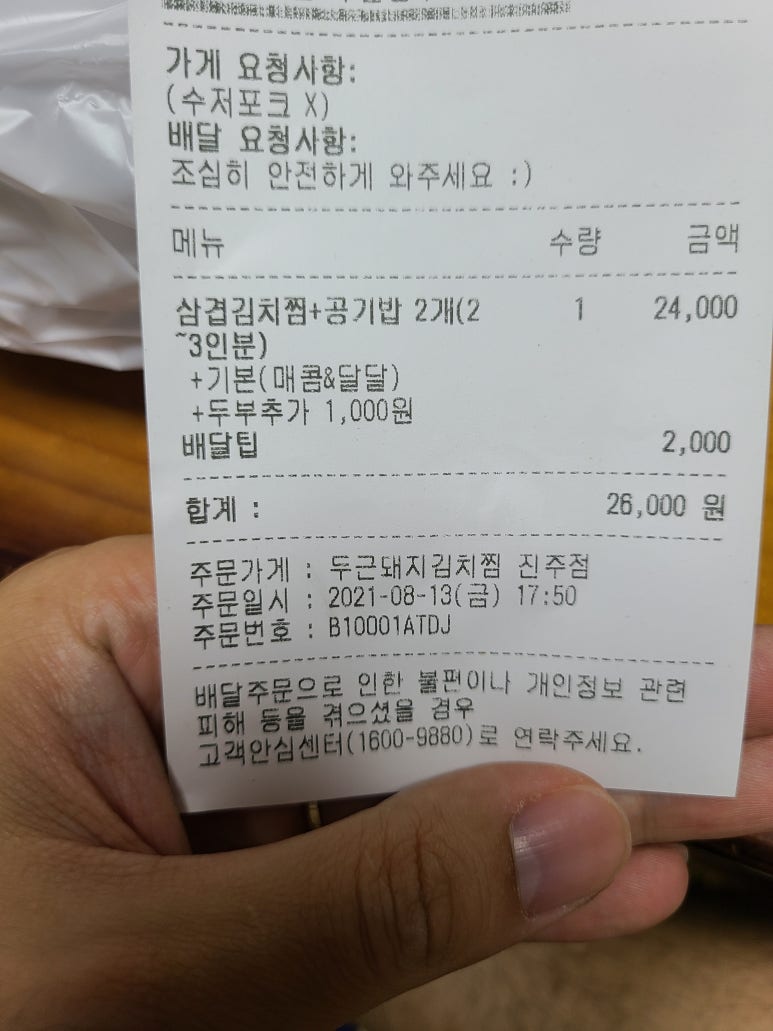 가게 요청사항:
(수저포크 X)
배달 요청사항:
조심히 안전하게 와주세요 :)
메뉴 수량 금액
삼겹김치찜+공기밥 2개(2 1 24,000
~3인분)
+기본(매콤&달달)
+두부추가 1,000원
배달팁 2,000
합계 : 26,000 원
주문가게 : 두근돼지김치찜 진주점
주문일시 : 2021-08-13(금) 17:50
주문번호 : B10001ATDJ
배달주문으로 인한 불편이나 개인정보 관련
피해 등을 겪으셨을 경우
고객안심센터(1600-9880)로 연락주세요.